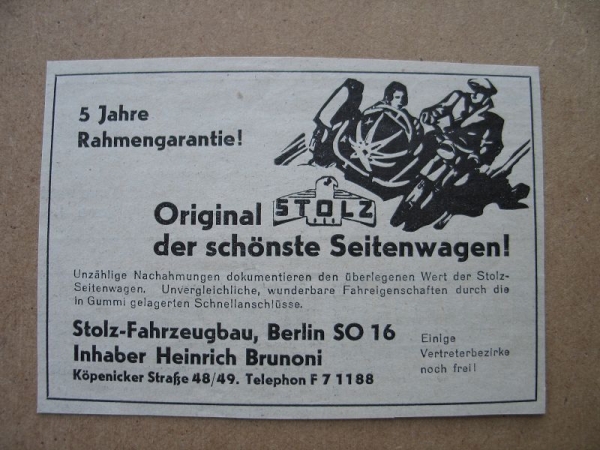 5 Jahre
Rahmengarantie!
Original STOLZ
der schönste Seitenwagen!
Unzählige Nachahmungen dokumentieren den überlegenen Wert der Stolz-
Seitenwagen. Unvergleichliche, wunderbare Fahreigenschaften durch die
in Gummi gelagerten Schnellanschlüsse.
Stolz-Fahrzeugbau, Berlin SO 16
Inhaber Heinrich Brunoni
Köpenicker Straße 48/49. Telephon F 7 1188
Einige
Vertreterbezirke
noch frei!